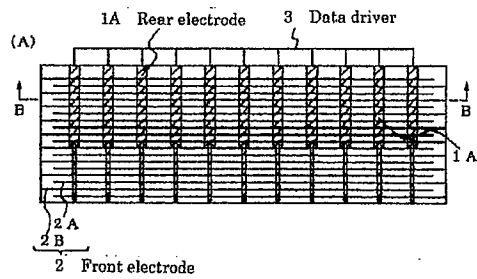 1A Rear electrode
3 Data driver
(A)
B
B
1 A
2 A
2 B
2 Front electrode